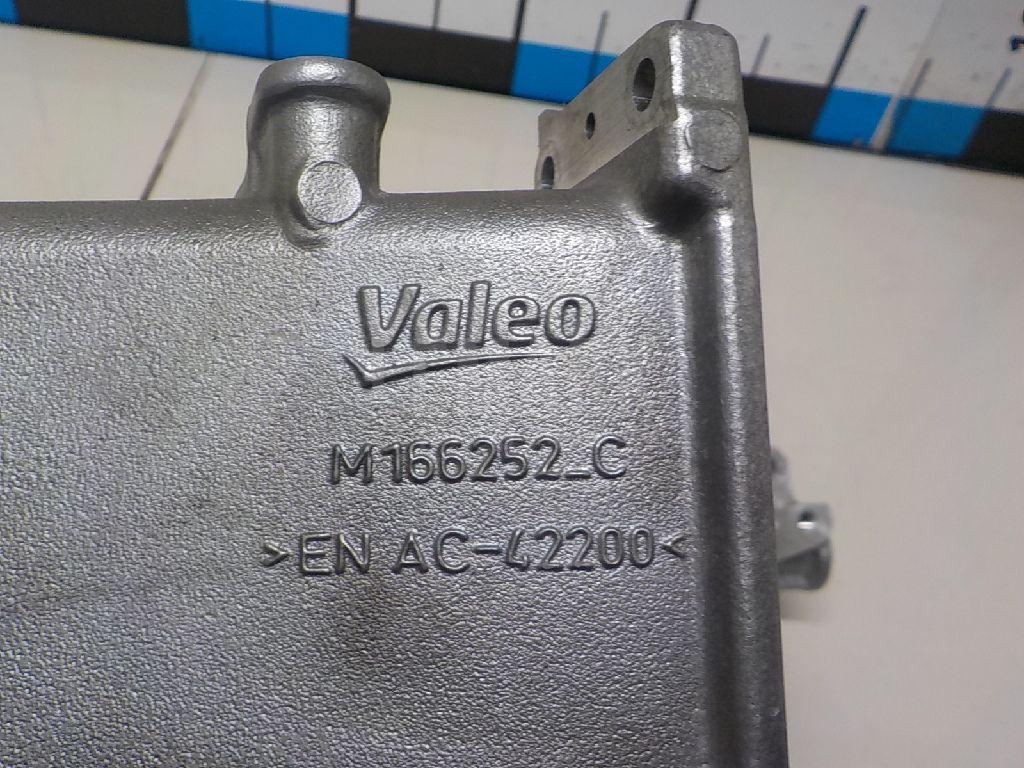 Valeo
M166252_C
>EN AC-42200<